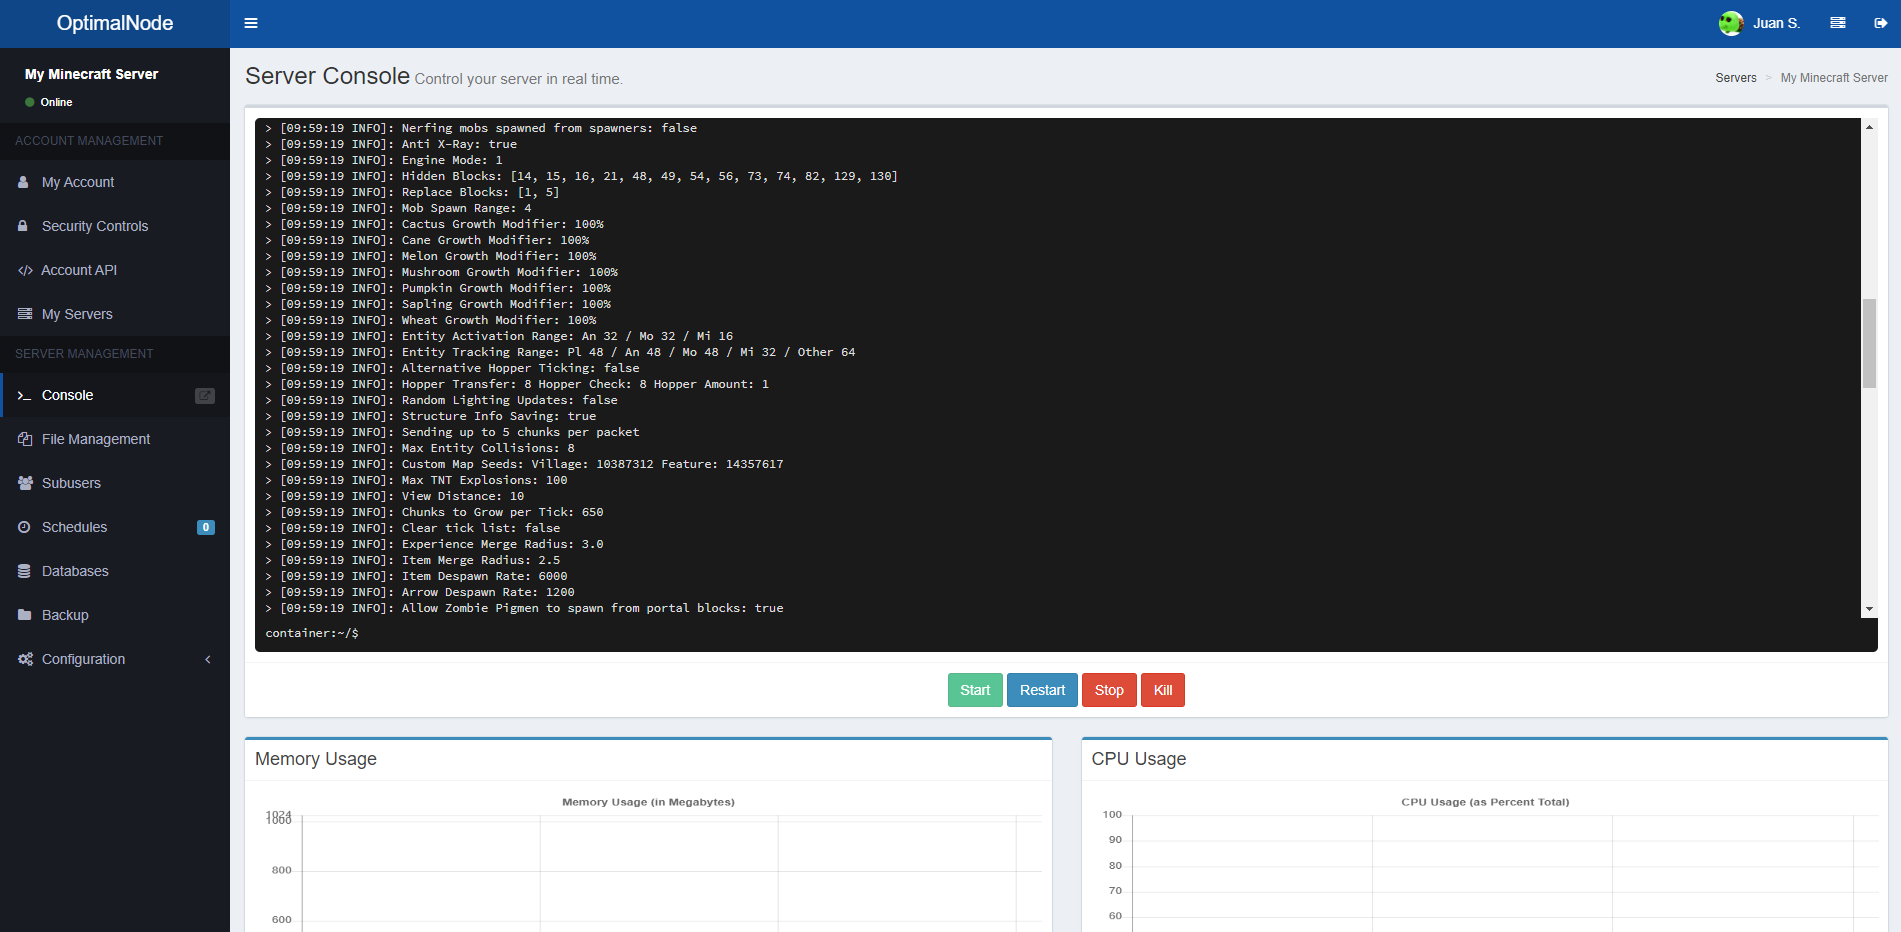 OptimalNode
Juan S.
My Minecraft Server
Online
ACCOUNT MANAGEMENT
My Account
Security Controls
Account API
My Servers
SERVER MANAGEMENT
Console
File Management
Subusers
Schedules 0
Databases
Backup
Configuration
Server Console Control your server in real time.
Servers > My Minecraft Server
> [09:59:19 INFO]: Nerfing mobs spawned from spawners: false
> [09:59:19 INFO]: Anti X-Ray: true
> [09:59:19 INFO]: Engine Mode: 1
> [09:59:19 INFO]: Hidden Blocks: [14, 15, 16, 21, 48, 49, 54, 56, 73, 74, 82, 129, 130]
> [09:59:19 INFO]: Replace Blocks: [1, 5]
> [09:59:19 INFO]: Mob Spawn Range: 4
> [09:59:19 INFO]: Cactus Growth Modifier: 100%
> [09:59:19 INFO]: Cane Growth Modifier: 100%
> [09:59:19 INFO]: Melon Growth Modifier: 100%
> [09:59:19 INFO]: Mushroom Growth Modifier: 100%
> [09:59:19 INFO]: Pumpkin Growth Modifier: 100%
> [09:59:19 INFO]: Sapling Growth Modifier: 100%
> [09:59:19 INFO]: Wheat Growth Modifier: 100%
> [09:59:19 INFO]: Entity Activation Range: An 32 / Mo 32 / Mi 16
> [09:59:19 INFO]: Entity Tracking Range: Pl 48 / An 48 / Mo 48 / Mi 32 / Other 64
> [09:59:19 INFO]: Alternative Hopper Ticking: false
> [09:59:19 INFO]: Hopper Transfer: 8 Hopper Check: 8 Hopper Amount: 1
> [09:59:19 INFO]: Random Lighting Updates: false
> [09:59:19 INFO]: Structure Info Saving: true
> [09:59:19 INFO]: Sending up to 5 chunks per packet
> [09:59:19 INFO]: Max Entity Collisions: 8
> [09:59:19 INFO]: Custom Map Seeds: Village: 10387312 Feature: 14357617
> [09:59:19 INFO]: Max TNT Explosions: 100
> [09:59:19 INFO]: View Distance: 10
> [09:59:19 INFO]: Chunks to Grow per Tick: 650
> [09:59:19 INFO]: Clear tick list: false
> [09:59:19 INFO]: Experience Merge Radius: 3.0
> [09:59:19 INFO]: Item Merge Radius: 2.5
> [09:59:19 INFO]: Item Despawn Rate: 6000
> [09:59:19 INFO]: Arrow Despawn Rate: 1200
> [09:59:19 INFO]: Allow Zombie Pigmen to spawn from portal blocks: true
container:~/$
Start Restart Stop Kill
Memory Usage
Memory Usage (in Megabytes)
1024
1000
800
600
CPU Usage
CPU Usage (as Percent Total)
100
90
80
70
60